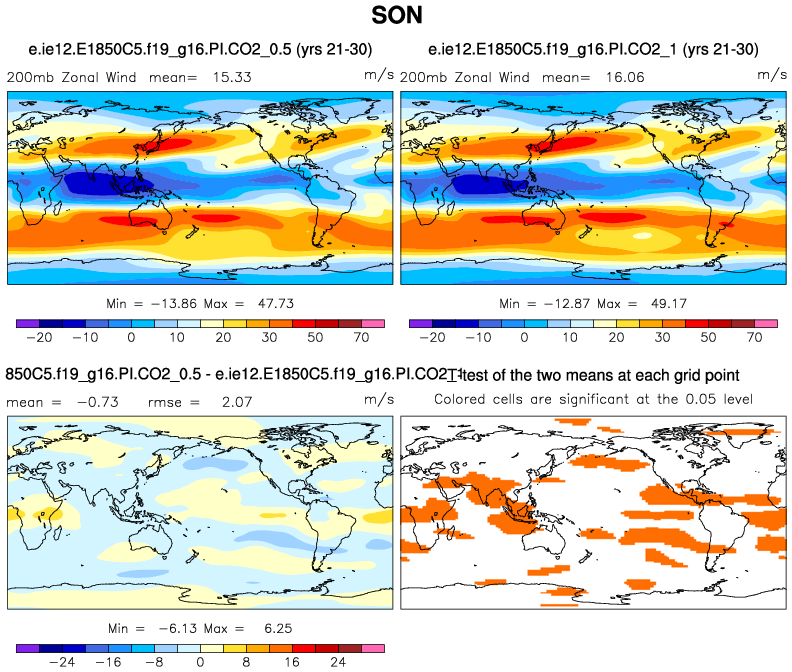 SON
e.ie12.E1850C5.f19_g16.PI.CO2_0.5 (yrs 21-30)
e.ie12.E1850C5.f19_g16.PI.CO2_1 (yrs 21-30)
200mb Zonal Wind mean= 15.33 m/s
200mb Zonal Wind mean= 16.06 m/s
Min = −13.86 Max = 47.73
Min = −12.87 Max = 49.17
−20 −10 0 10 20 30 50 70
−20 −10 0 10 20 30 50 70
850C5.f19_g16.PI.CO2_0.5 - e.ie12.E1850C5.f19_g16.PI.CO2_1
T-test of the two means at each grid point
mean = −0.73 rmse = 2.07 m/s
Colored cells are significant at the 0.05 level
Min = −6.13 Max = 6.25
−24 −16 −8 0 8 16 24